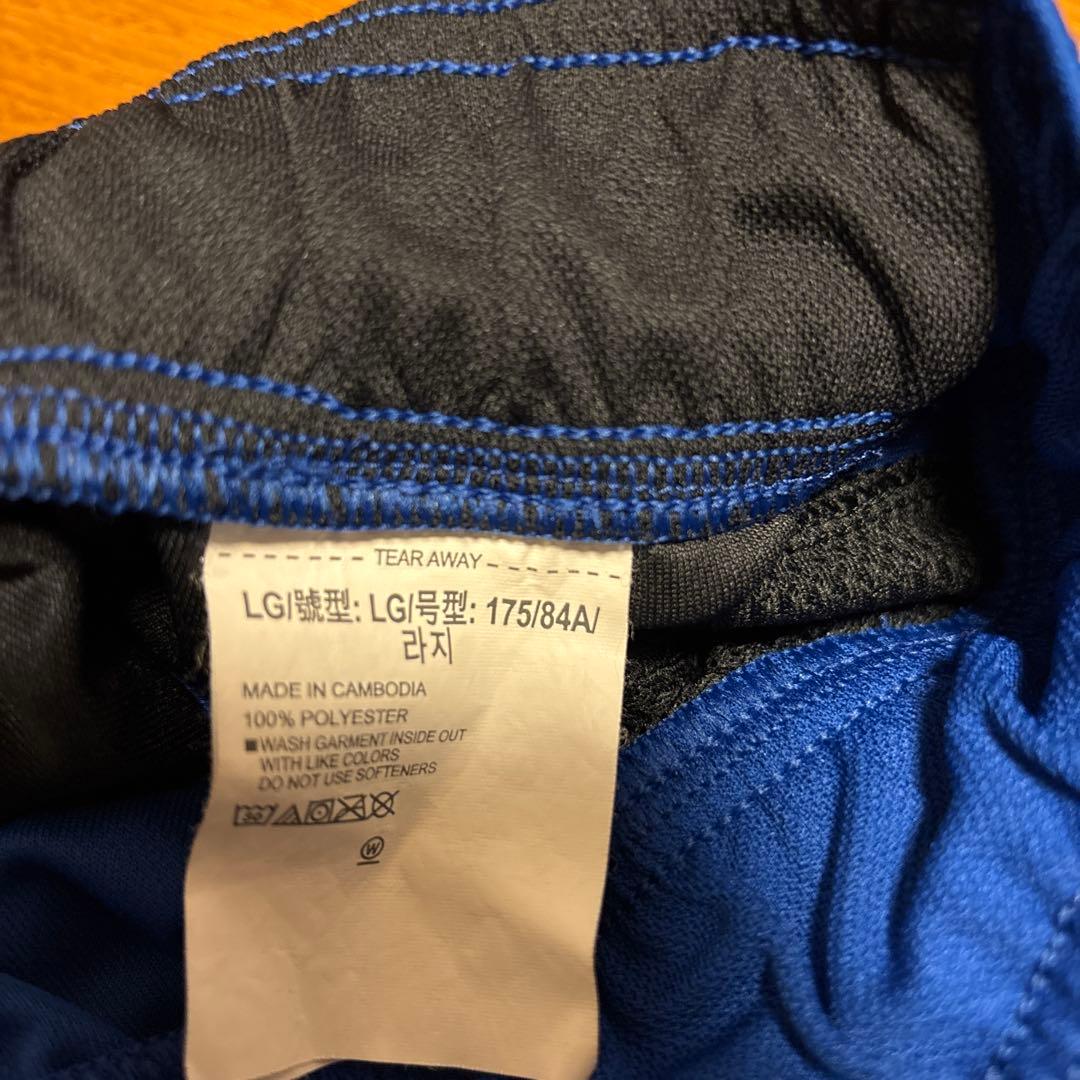 TEAR AWAY
LG/號型: LG/号型: 175/84A/
라지
MADE IN CAMBODIA
100% POLYESTER
■WASH GARMENT INSIDE OUT
WITH LIKE COLORS
DO NOT USE SOFTENERS
30
W